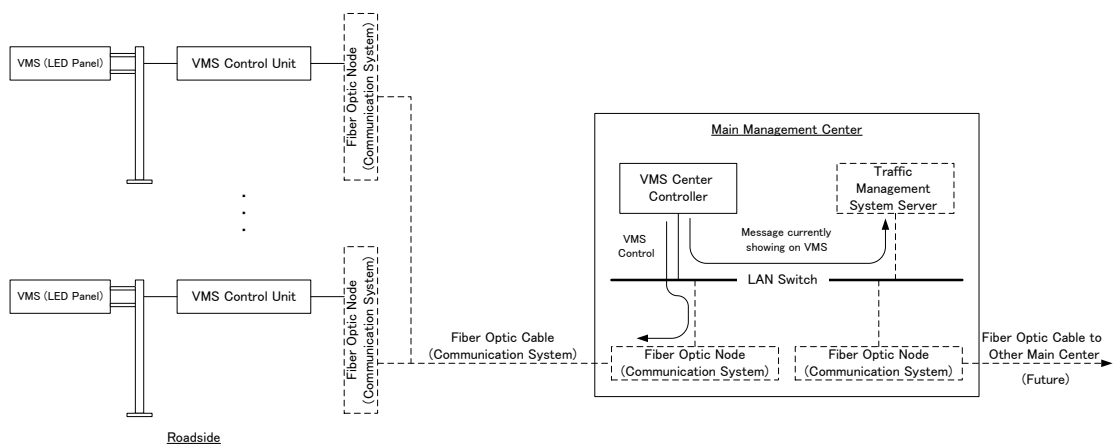 VMS (LED Panel)
VMS Control Unit
Fiber Optic Node
(Communication System)
VMS (LED Panel)
VMS Control Unit
Fiber Optic Node
(Communication System)
Roadside
Fiber Optic Cable
(Communication System)
Main Management Center
VMS Center
Controller
Traffic
Management
System Server
VMS
Control
Message currently
showing on VMS
LAN Switch
Fiber Optic Node
(Communication System)
Fiber Optic Node
(Communication System)
Fiber Optic Cable to
Other Main Center
(Future)